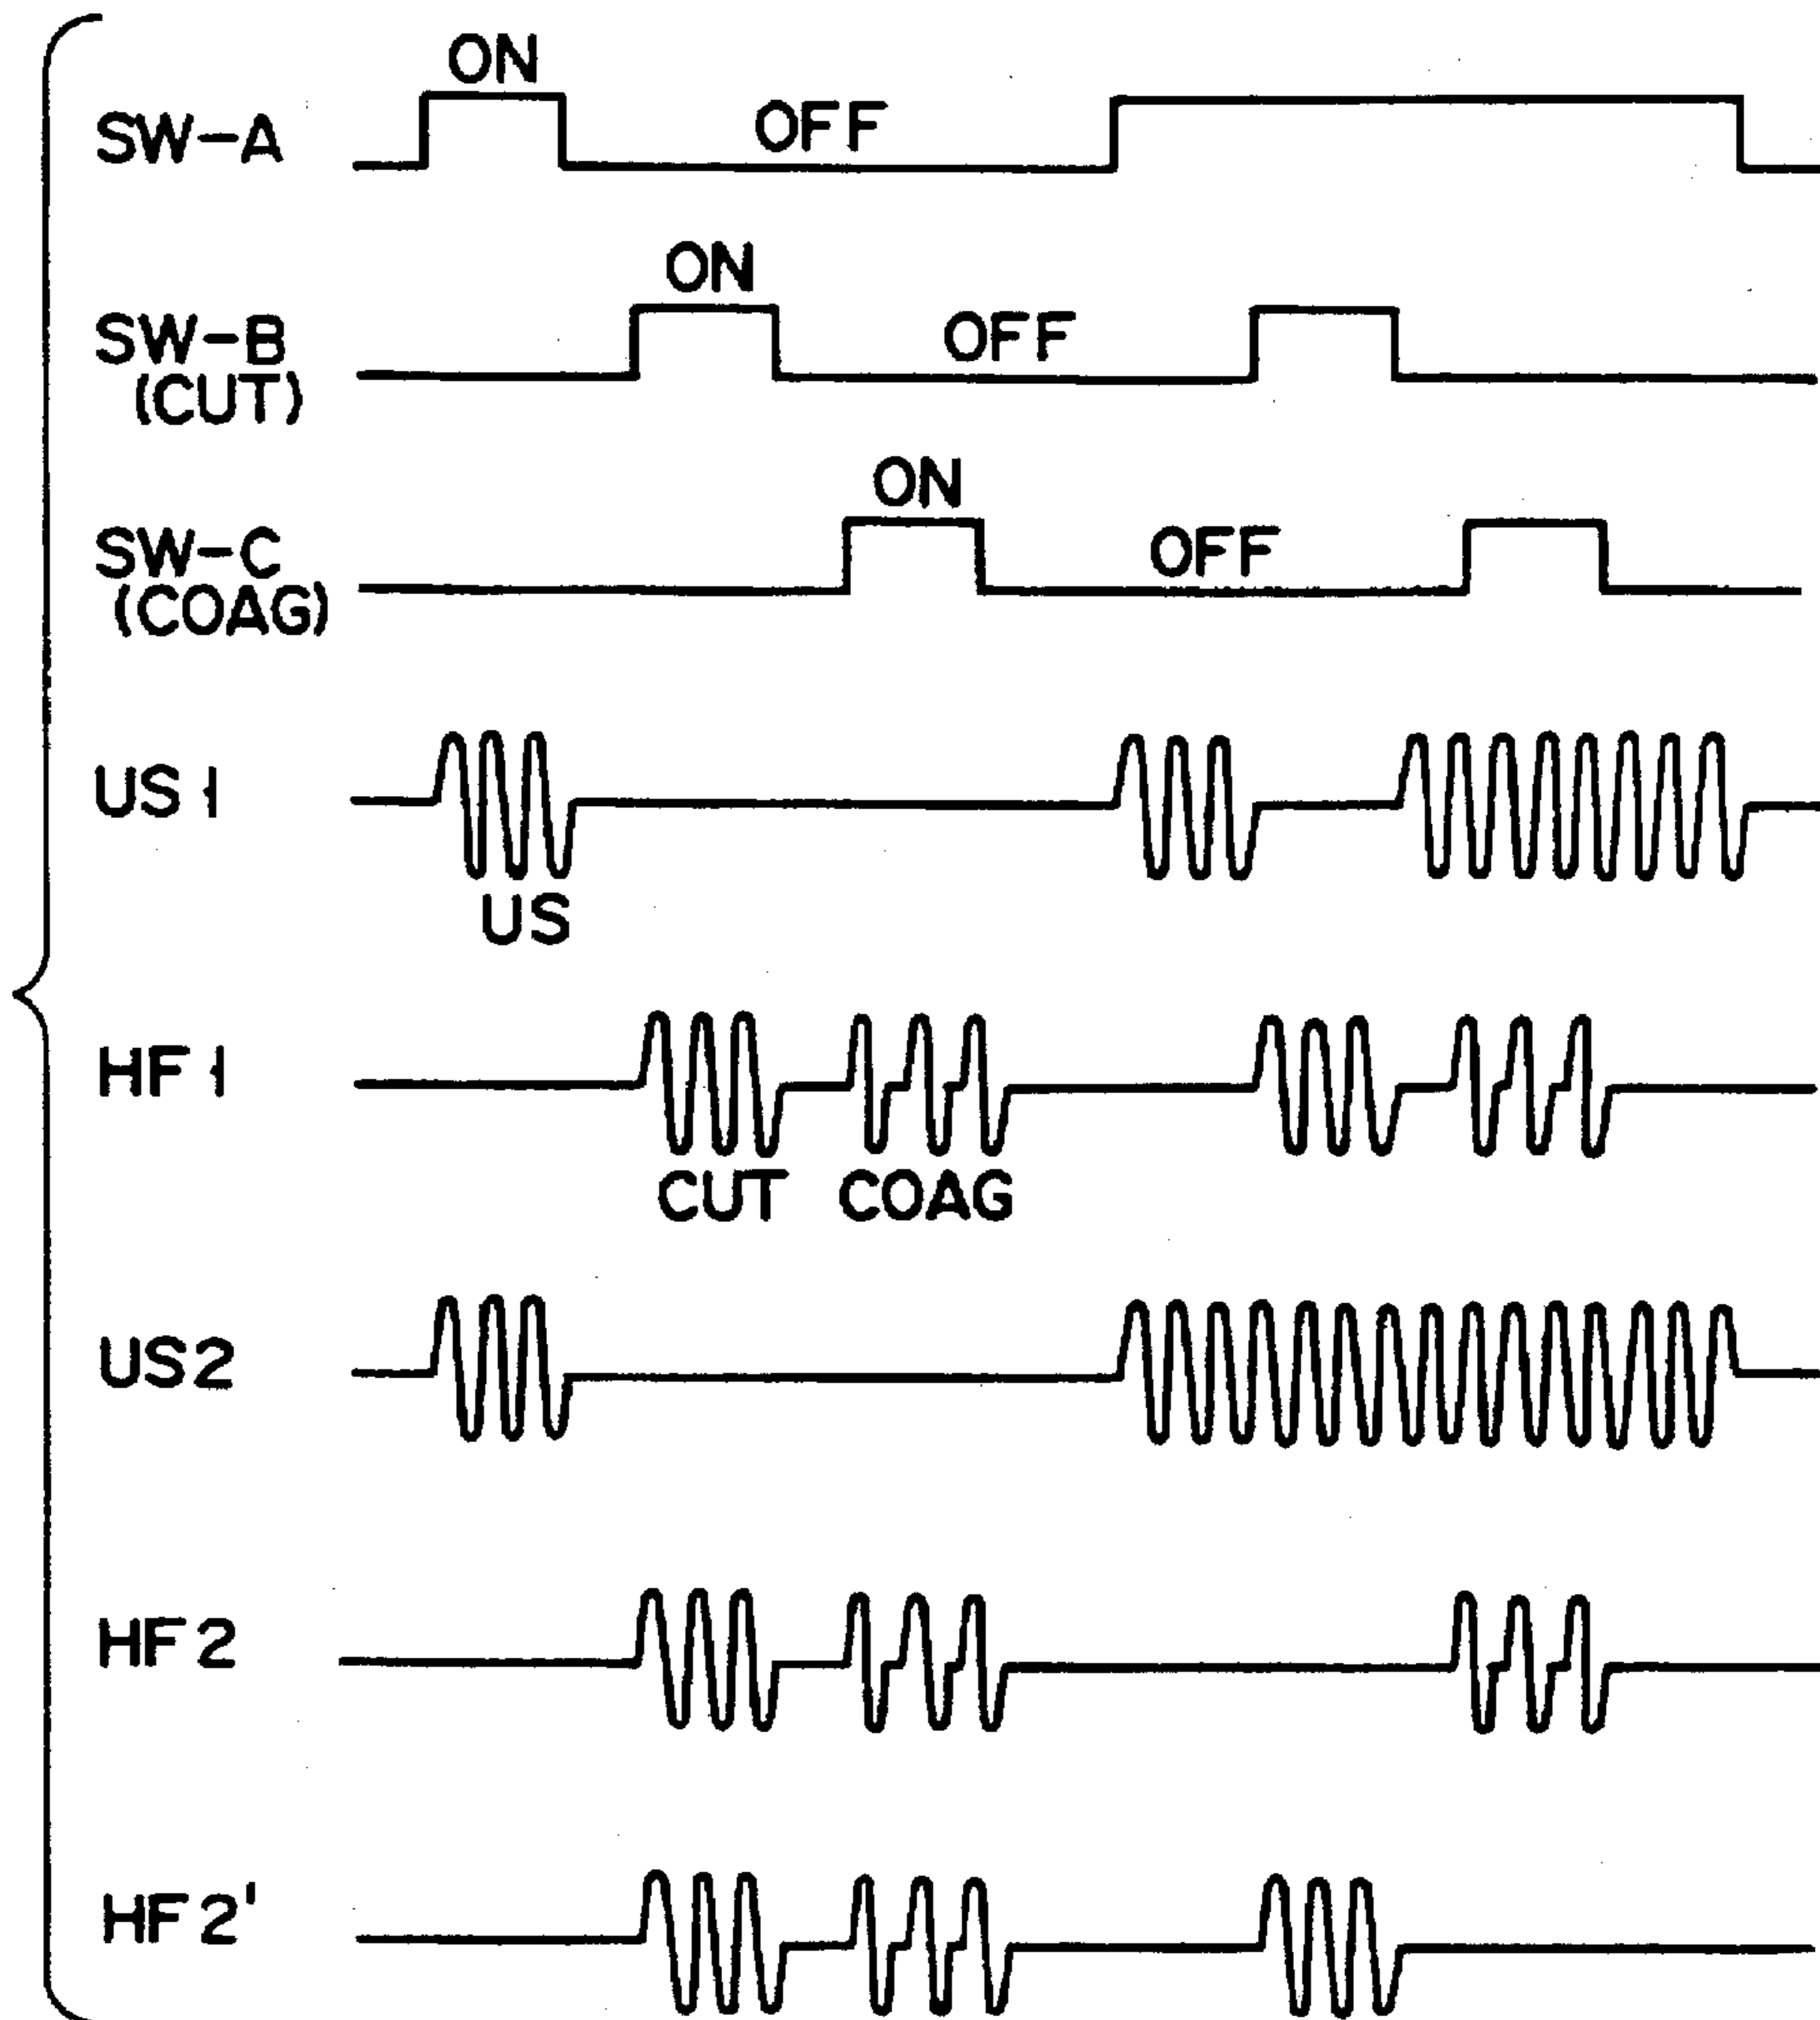 ON
SW-A
OFF
ON
SW-B
OFF
(CUT)
ON
SW-C
OFF
(COAG)
US1
US
HF1
CUT COAG
US2
HF2
HF2'